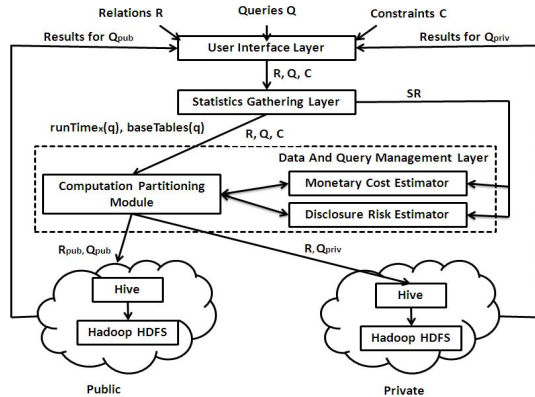 Relations R
Queries Q
Constraints C
Results for Qpub
User Interface Layer
Results for Qpriv
R, Q, C
Statistics Gathering Layer
SR
runTimex(q), baseTables(q)
R, Q, C
Data And Query Management Layer
Computation Partitioning
Module
Monetary Cost Estimator
Disclosure Risk Estimator
Rpub, Qpub
R, Qpriv
Hive
Hadoop HDFS
Hive
Hadoop HDFS
Public
Private